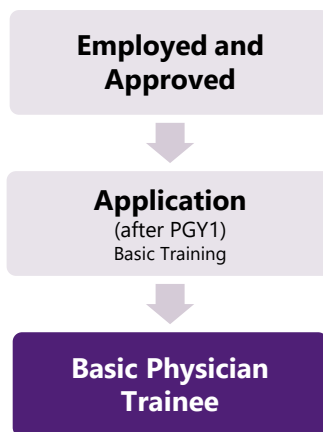 Employed and
Approved
Application
(after PGY1)
Basic Training
Basic Physician
Trainee